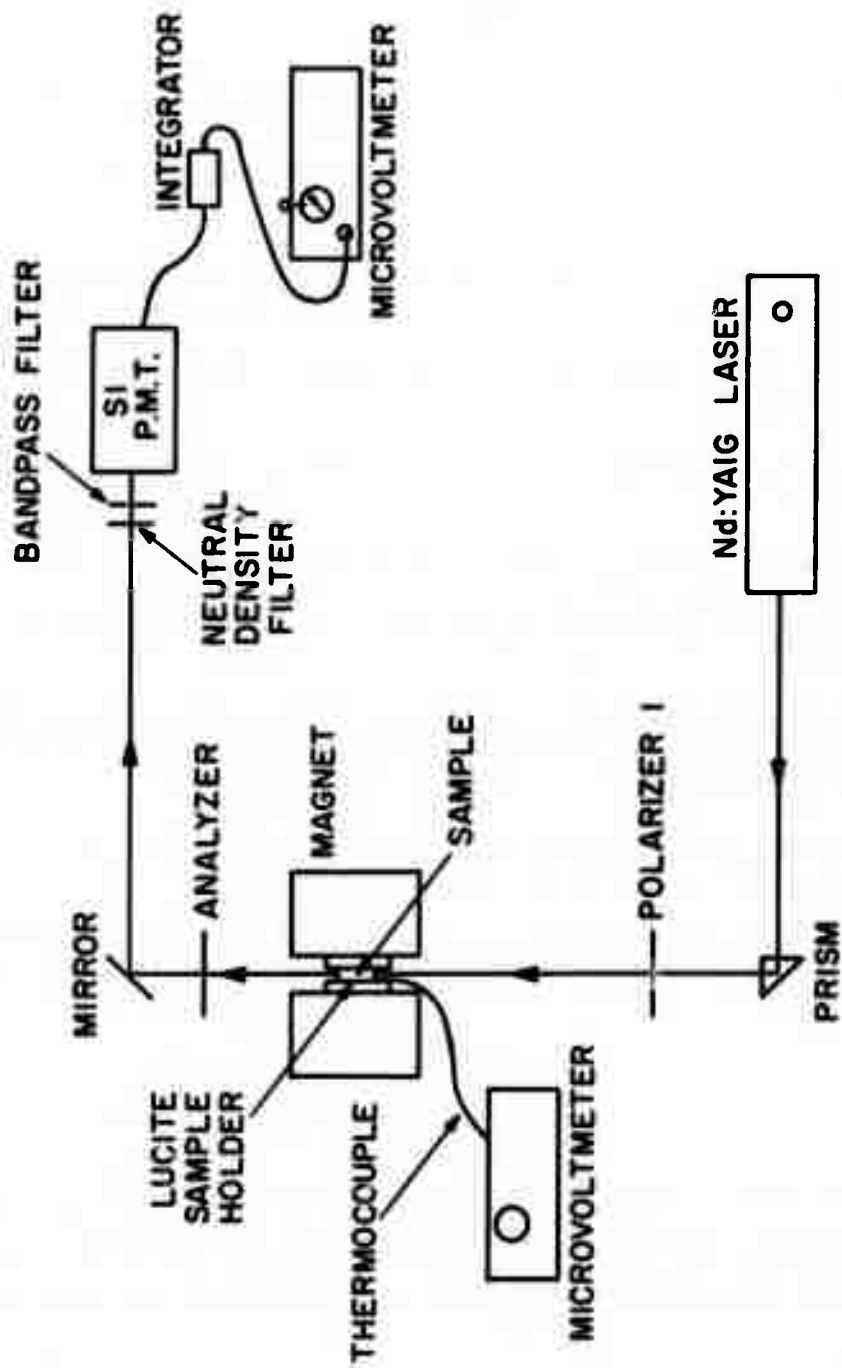 BANDPASS FILTER
SI
P.M.T.
INTEGRATOR
MICROVOLTMETER
NEUTRAL
DENSITY
FILTER
MIRROR
ANALYZER
MAGNET
SAMPLE
LUCITE
SAMPLE
HOLDER
THERMOCOUPLE
MICROVOLTMETER
POLARIZER I
PRISM
Nd:YAIG LASER